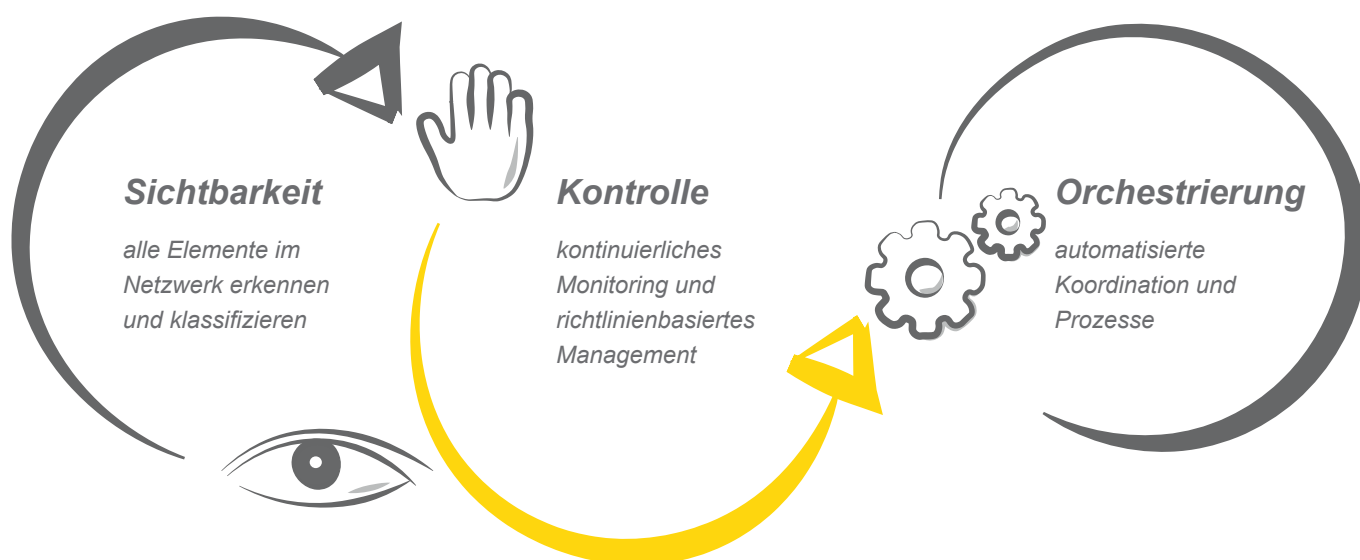 Sichtbarkeit
alle Elemente im
Netzwerk erkennen
und klassifizieren
Kontrolle
kontinuierliches
Monitoring und
richtlinienbasiertes
Management
Orchestrierung
automatisierte
Koordination und
Prozesse